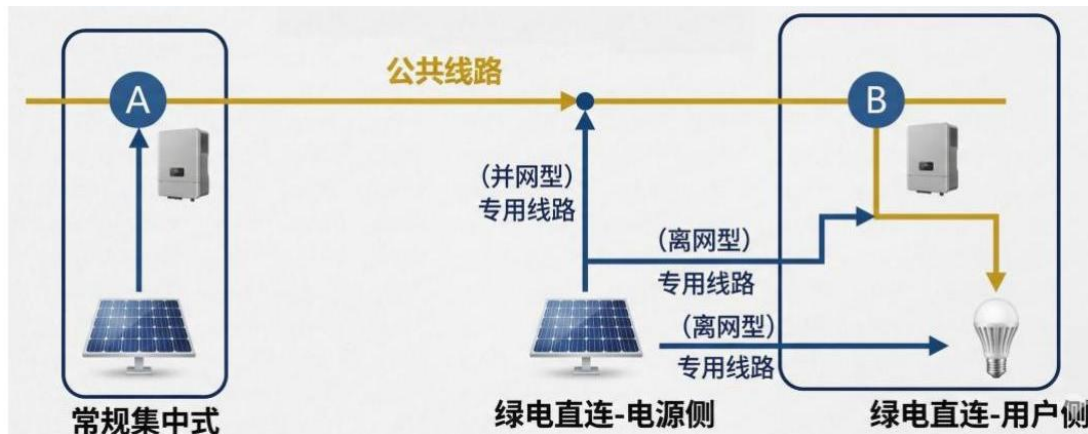 公共线路
A
B
（并网型）
专用线路
（离网型）
专用线路
（离网型）
专用线路
常规集中式
绿电直连-电源侧
绿电直连-用户侧